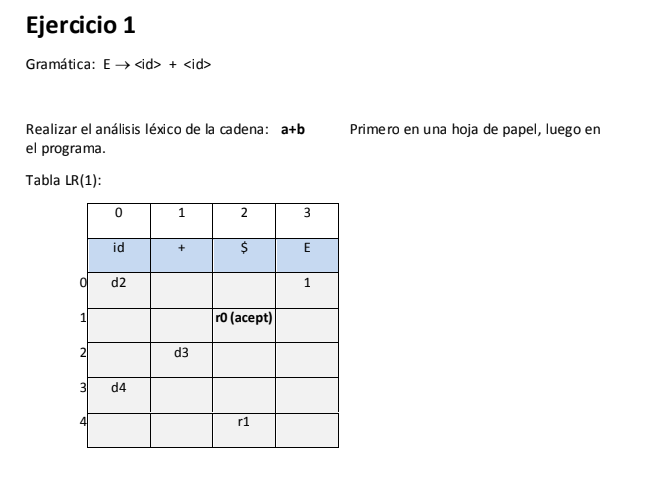 Ejercicio 1
Gramática: E → <id> + <id>
Realizar el análisis léxico de la cadena: a+b Primero en una hoja de papel, luego en
el programa.
Tabla LR(1):
0 1 2 3
id + $ E
0 d2 1
1 r0 (acept)
2 d3
3 d4
4 r1